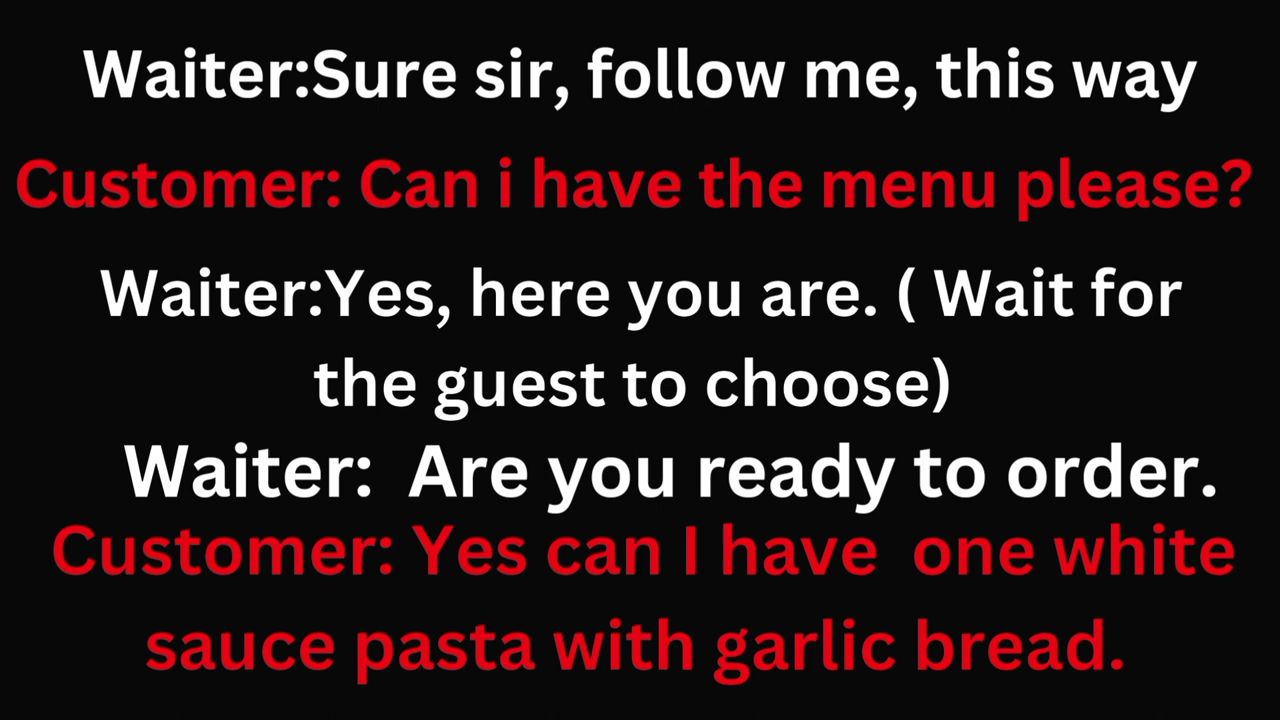 Waiter:Sure sir, follow me, this way
Customer: Can i have the menu please?
Waiter:Yes, here you are. ( Wait for
the guest to choose)
Waiter:  Are you ready to order.
Customer: Yes can I have  one white
sauce pasta with garlic bread.